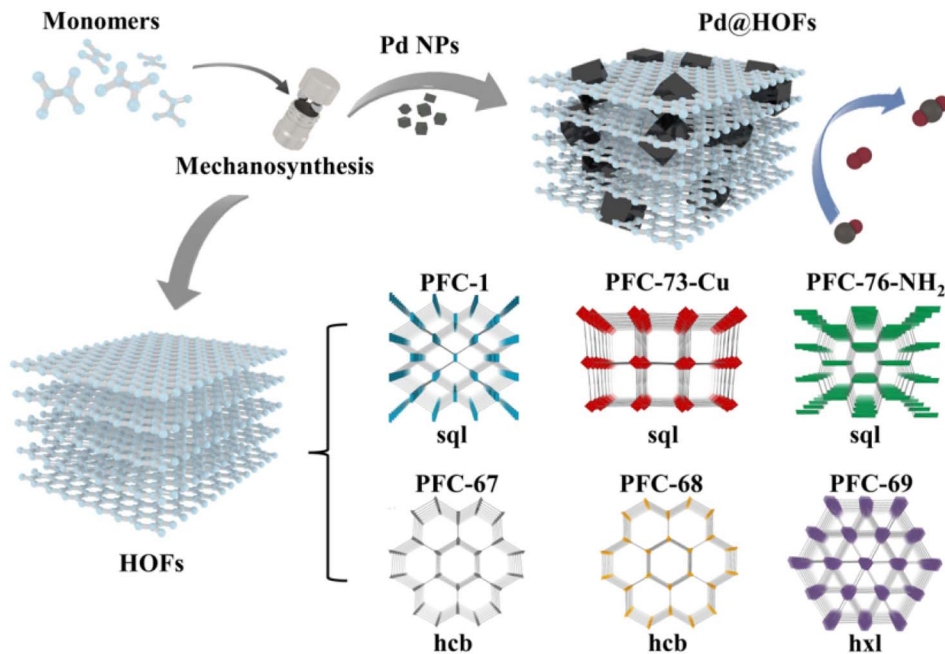 Monomers
Pd NPs
Pd@HOFs
Mechanosynthesis
PFC-1
PFC-73-Cu
PFC-76-NH₂
sql
sql
sql
PFC-67
PFC-68
PFC-69
HOFs
hcb
hcb
hxl